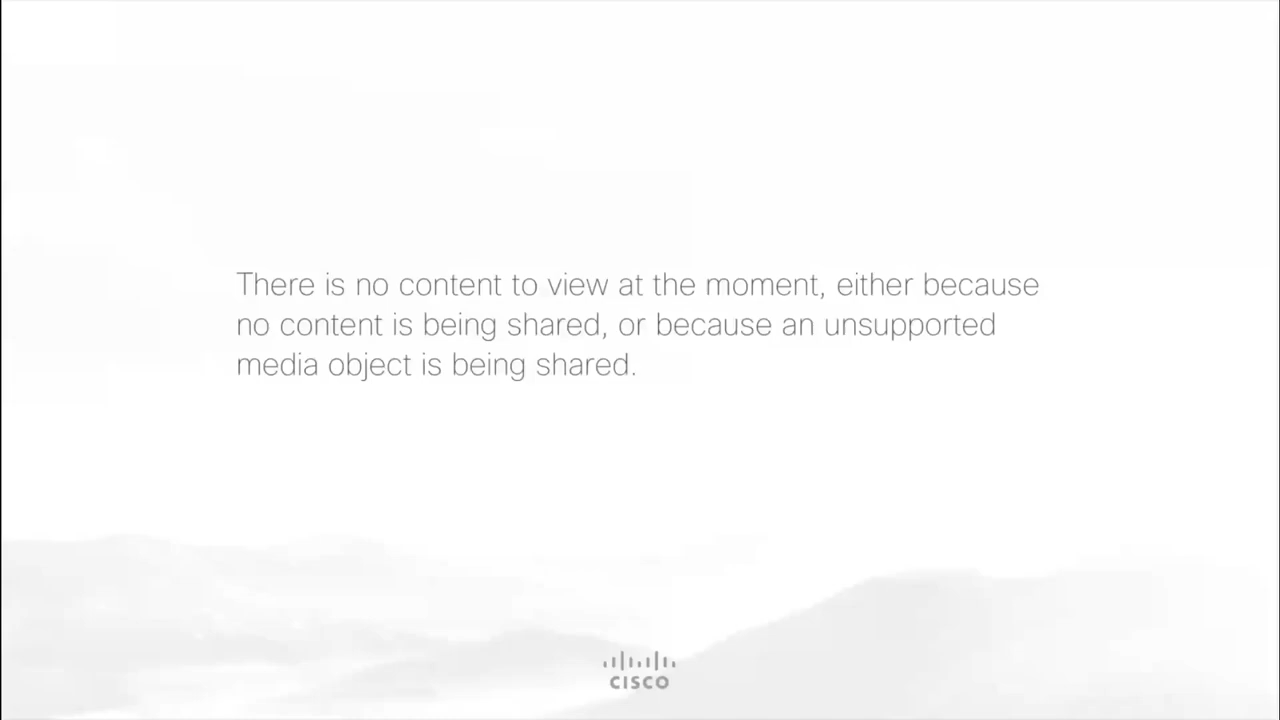 There is no content to view at the moment, either because
no content is being shared, or because an unsupported
media object is being shared.
CISCO